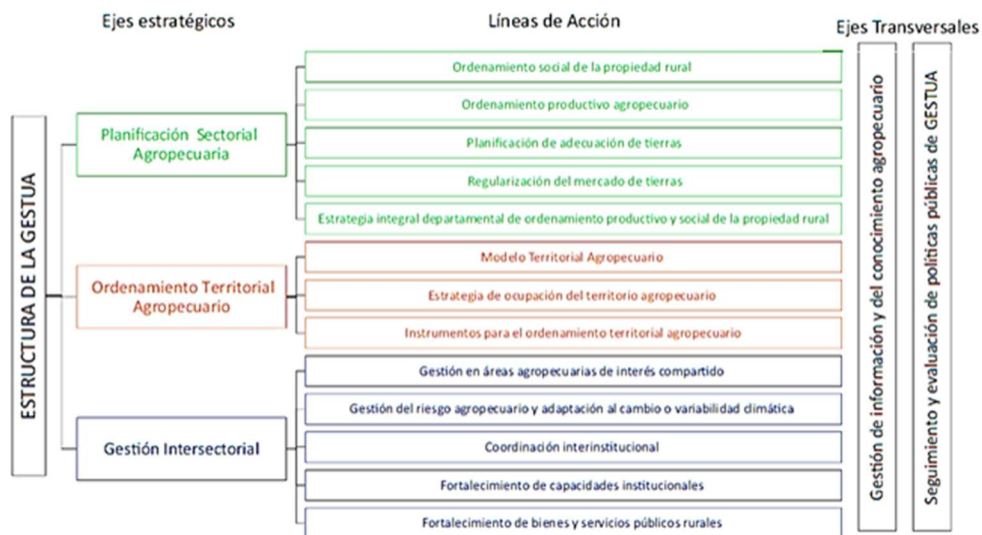 Ejes estratégicos
Líneas de Acción
Ejes Transversales
ESTRUCTURA DE LA GESTUA
Planificación Sectorial
Agropecuaria
Ordenamiento social de la propiedad rural
Ordenamiento productivo agropecuario
Planificación de adecuación de tierras
Regularización del mercado de tierras
Estrategia integral departamental de ordenamiento productivo y social de la propiedad rural
Ordenamiento Territorial
Agropecuario
Modelo Territorial Agropecuario
Estrategia de ocupación del territorio agropecuario
Instrumentos para el ordenamiento territorial agropecuario
Gestión Intersectorial
Gestión en áreas agropecuarias de interés compartido
Gestión del riesgo agropecuario y adaptación al cambio o variabilidad climática
Coordinación interinstitucional
Fortalecimiento de capacidades institucionales
Fortalecimiento de bienes y servicios públicos rurales
Gestión de información y del conocimiento agropecuario
Seguimiento y evaluación de políticas públicas de GESTUA